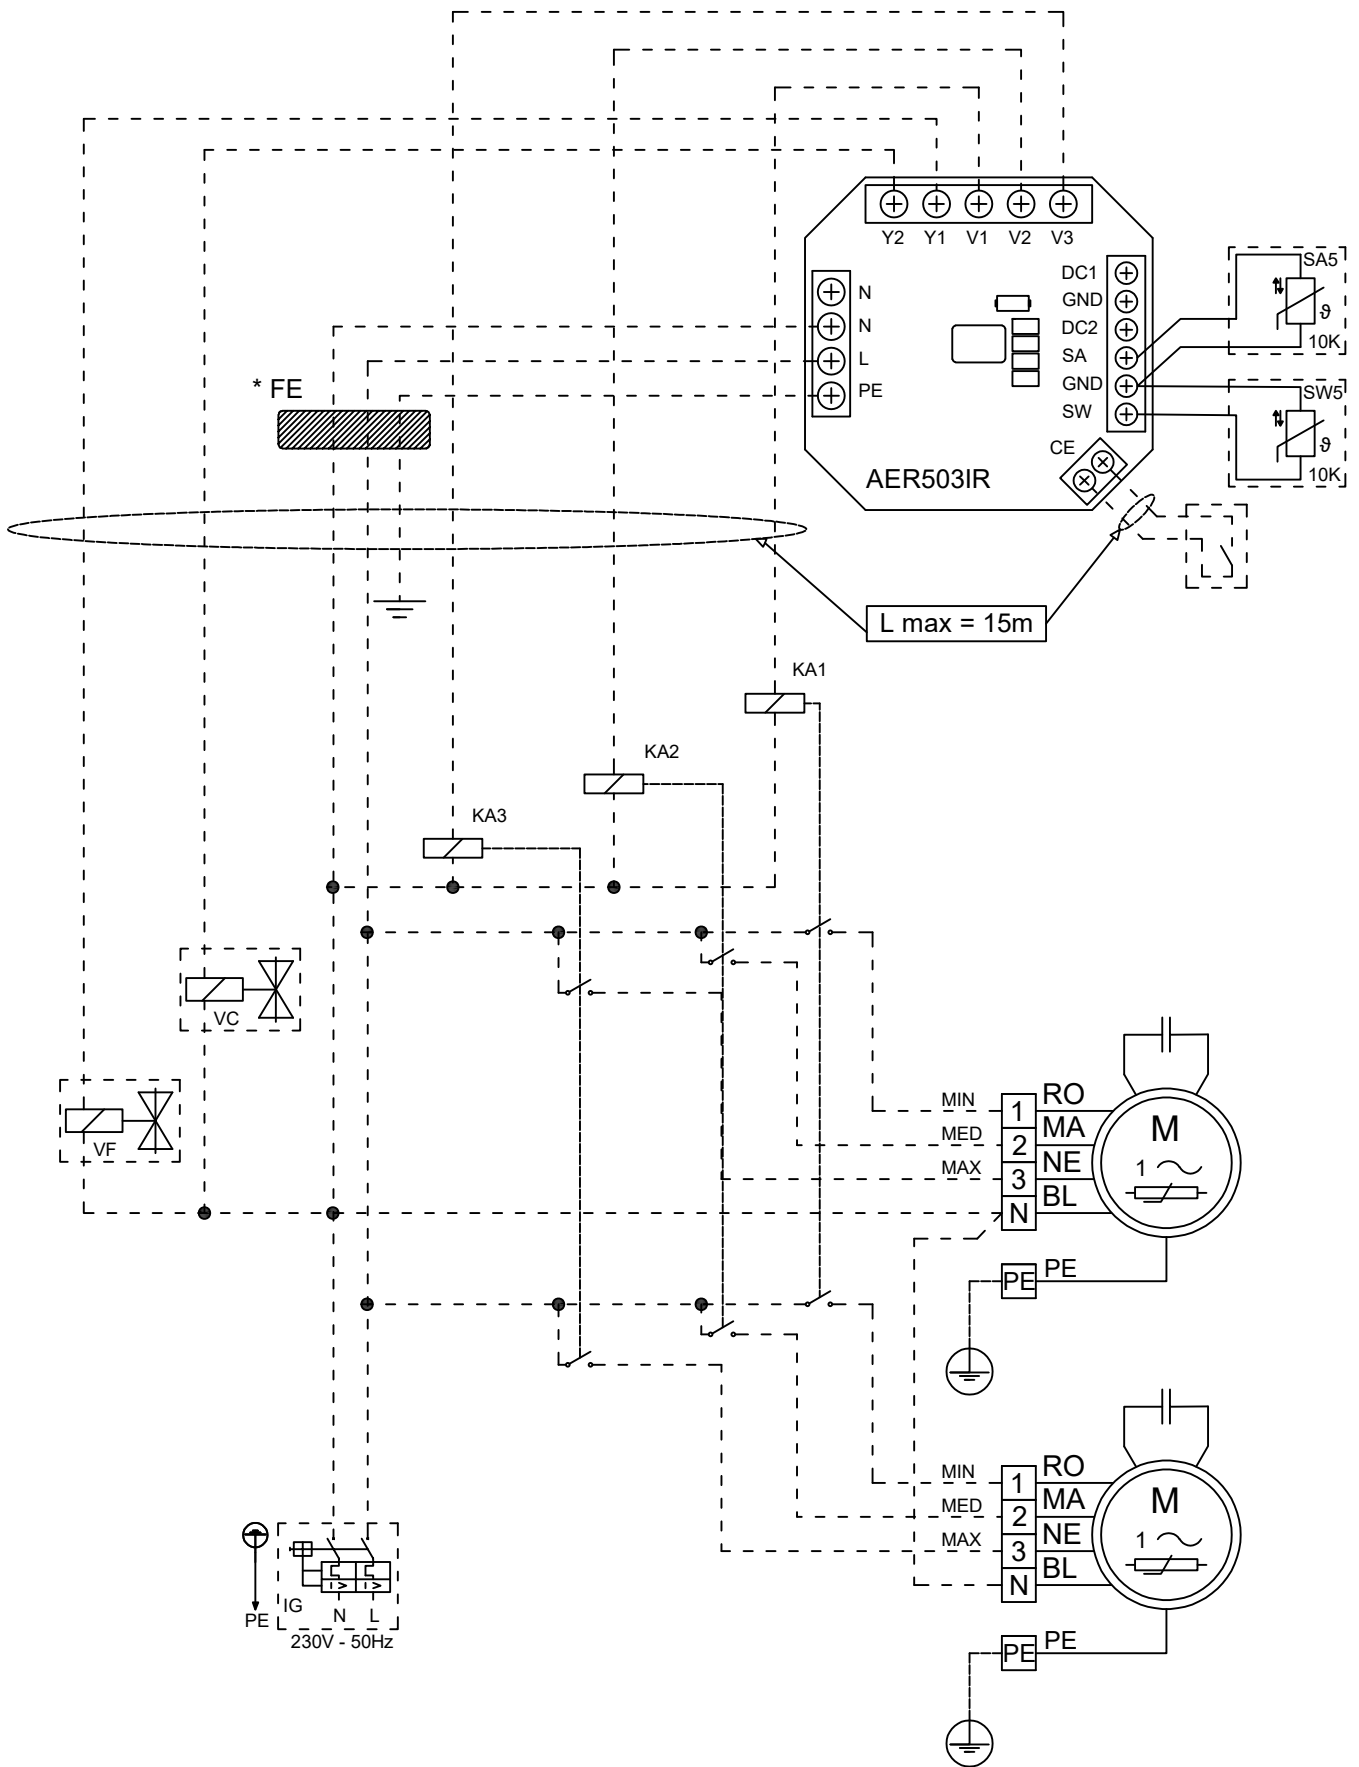 Y2 Y1 V1 V2 V3
N
N
L
PE
DC1
GND
DC2
SA
GND
SW
CE
AER503IR
SA5
ϑ
10K
SW5
ϑ
10K
* FE
L max = 15m
KA1
KA2
KA3
VC
VF
MIN 1 RO
MED 2 MA
MAX 3 NE
N BL
M
1
PE PE
MIN 1 RO
MED 2 MA
MAX 3 NE
N BL
M
1
PE PE
I> I>
PE IG N L
230V - 50Hz